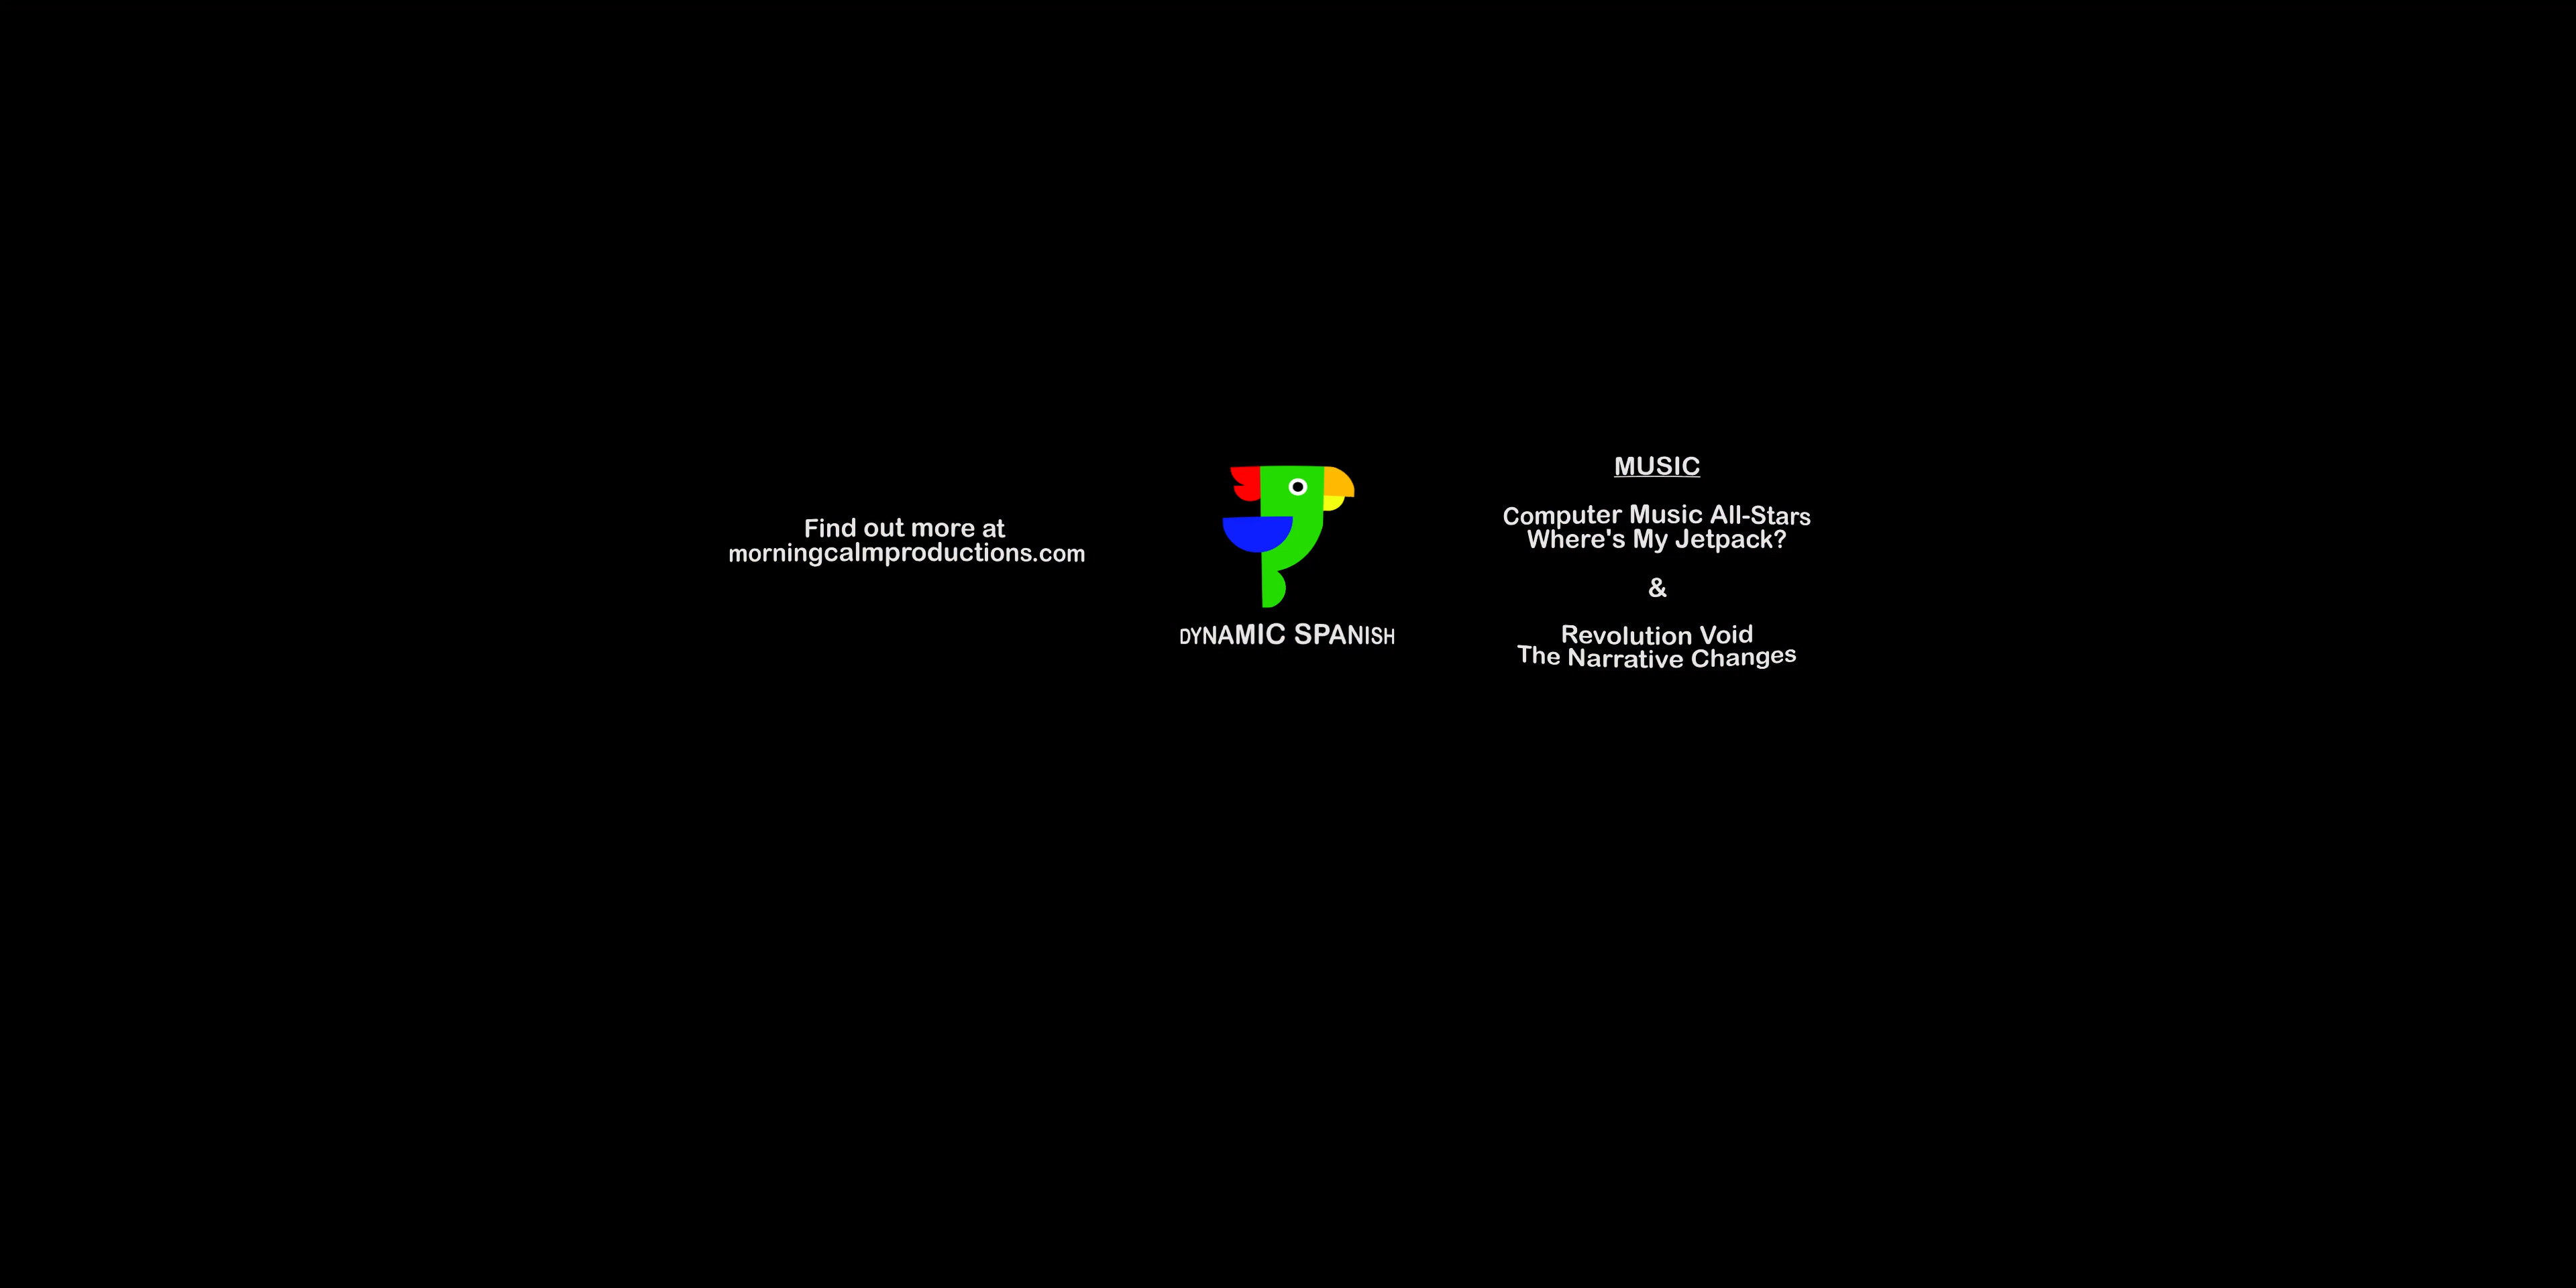 Find out more at
morningcalmproductions.com
DYNAMIC SPANISH
MUSIC
Computer Music All-Stars
Where's My Jetpack?
&
Revolution Void
The Narrative Changes